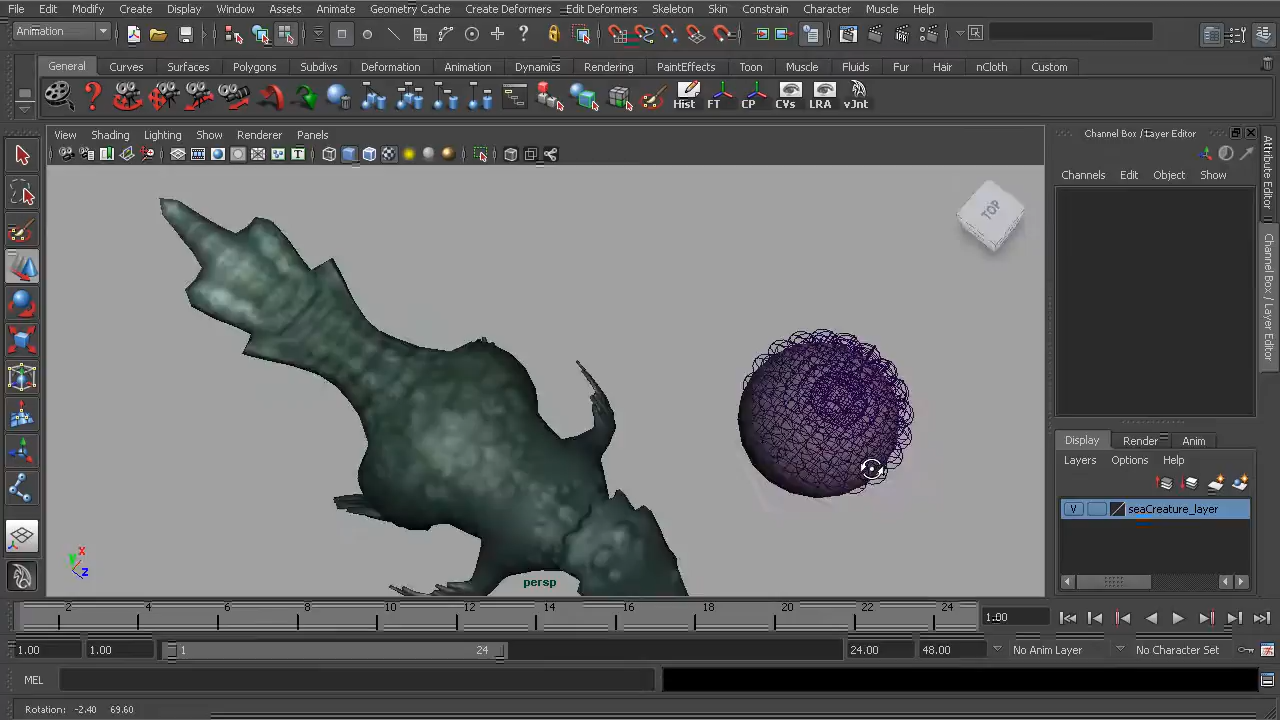 File Edit Modify Create Display Window Assets Animate Geometry Cache Create Deformers Edit Deformers Skeleton Skin Constrain Character Muscle Help
Animation
General Curves Surfaces Polygons Subdivs Deformation Animation Dynamics Rendering PaintEffects Toon Muscle Fluids Fur Hair nCloth Custom
Hist FT CP CVs LRA vJnt
View Shading Lighting Show Renderer Panels
Channel Box / Layer Editor
Channels Edit Object Show
Attribute Editor
Channel Box / Layer Editor
TOP
x
y
z
persp
Display Render Anim
Layers Options Help
V seaCreature_layer
2 4 6 8 10 12 14 16 18 20 22 24 1.00
1.00 1.00 1 24 24.00 48.00 No Anim Layer No Character Set
MEL
Rotation: -2.40 69.60